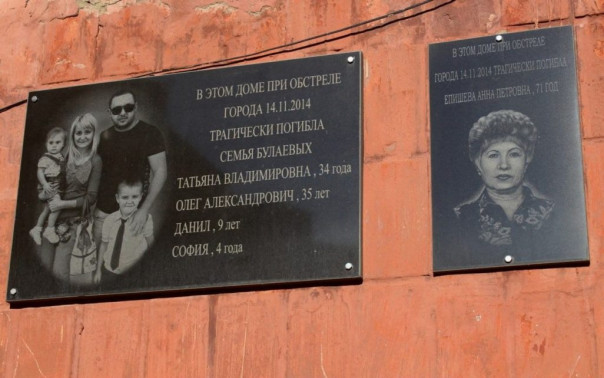 В ЭТОМ ДОМЕ ПРИ ОБСТРЕЛЕ
ГОРОДА 14.11.2014
ТРАГИЧЕСКИ ПОГИБЛА
СЕМЬЯ БУЛАЕВЫХ
ТАТЬЯНА ВЛАДИМИРОВНА , 34 года
ОЛЕГ АЛЕКСАНДРОВИЧ , 35 лет
ДАНИЛ , 9 лет
СОФИЯ , 4 года
В ЭТОМ ДОМЕ ПРИ ОБСТРЕЛЕ
ГОРОДА 14.11.2014 ТРАГИЧЕСКИ ПОГИБЛА
ЕПИШЕВА АННА ПЕТРОВНА , 71 ГОД